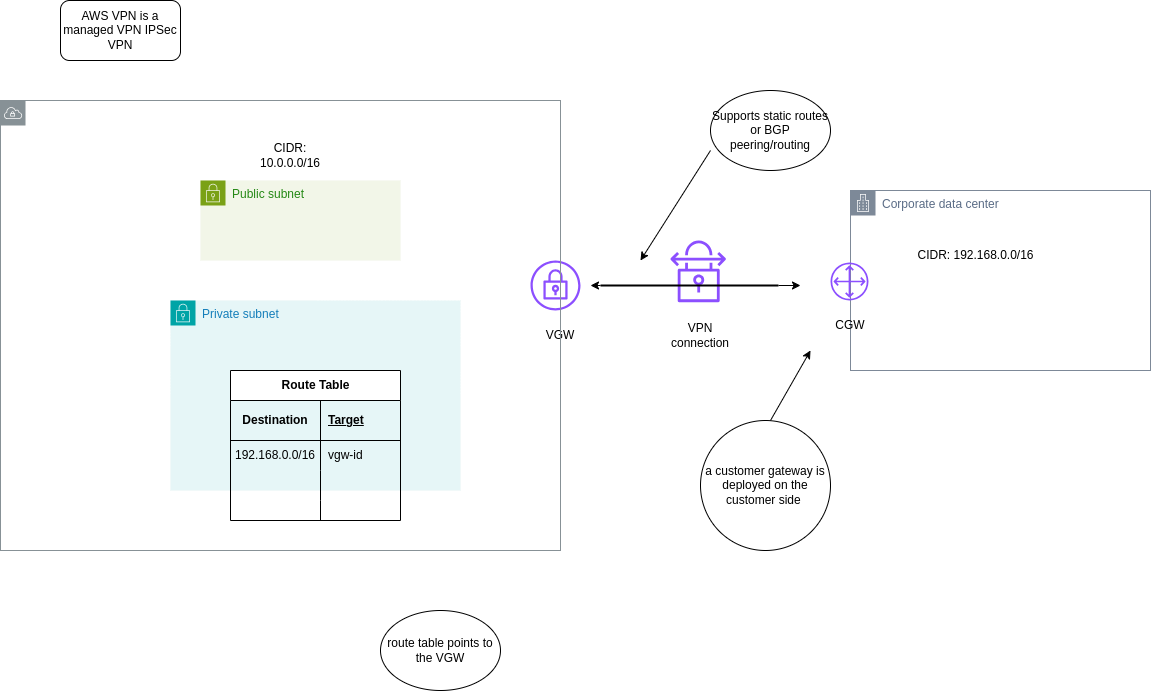 AWS VPN is a
managed VPN IPSec
VPN
CIDR:
10.0.0.0/16
Public subnet
Private subnet
Route Table
Destination
Target
192.168.0.0/16
vgw-id
VGW
Supports static routes
or BGP
peering/routing
VPN
connection
Corporate data center
CIDR: 192.168.0.0/16
CGW
a customer gateway is
deployed on the
customer side
route table points to
the VGW